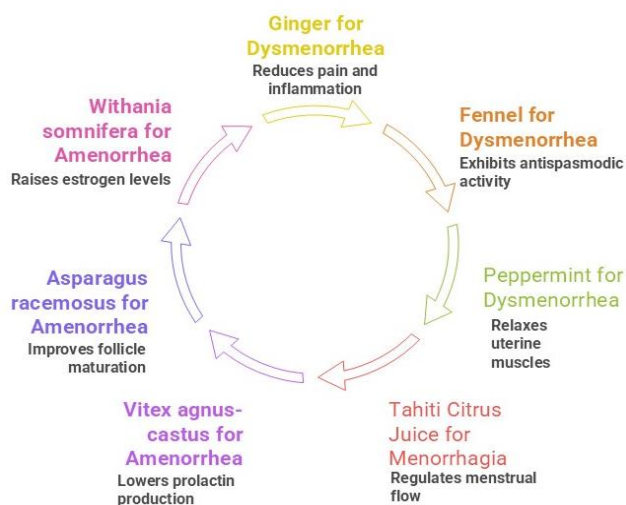 Ginger for
Dysmenorrhea
Reduces pain and
inflammation
Fennel for
Dysmenorrhea
Exhibits antispasmodic
activity
Peppermint for
Dysmenorrhea
Relaxes
uterine
muscles
Tahiti Citrus
Juice for
Menorrhagia
Regulates menstrual
flow
Vitex agnus-
castus for
Amenorrhea
Lowers prolactin
production
Asparagus
racemosus for
Amenorrhea
Improves follicle
maturation
Withania
somnifera for
Amenorrhea
Raises estrogen levels